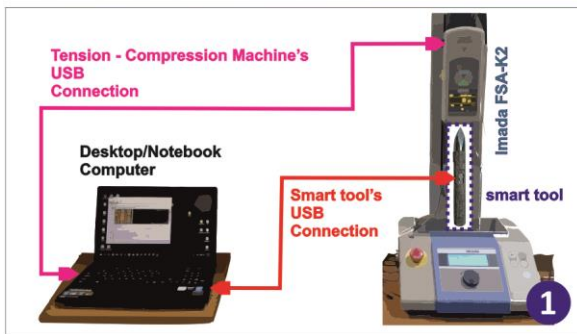 Tension - Compression Machine's
USB
Connection
Desktop/Notebook
Computer
Smart tool's
USB
Connection
Imada FSA-K2
smart tool
1